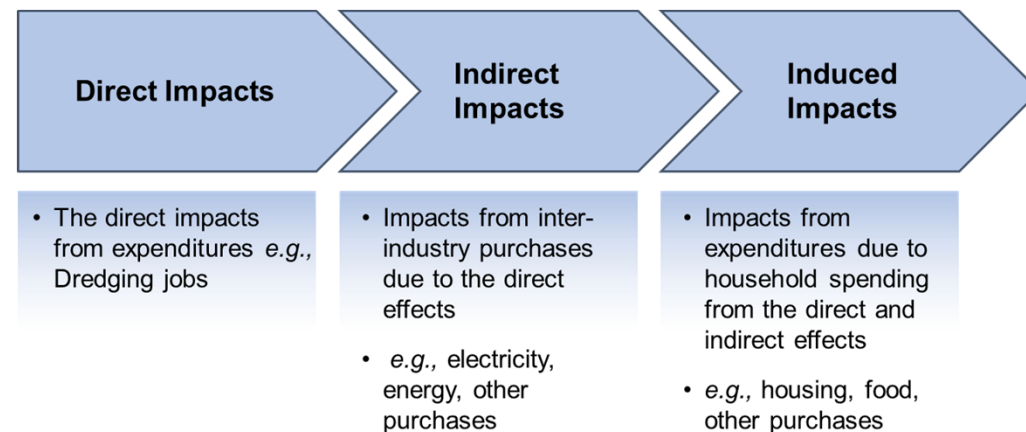 Direct Impacts
Indirect
Impacts
Induced
Impacts
• The direct impacts
from expenditures e.g.,
Dredging jobs
• Impacts from inter-
industry purchases
due to the direct
effects
• e.g., electricity,
energy, other
purchases
• Impacts from
expenditures due to
household spending
from the direct and
indirect effects
• e.g., housing, food,
other purchases